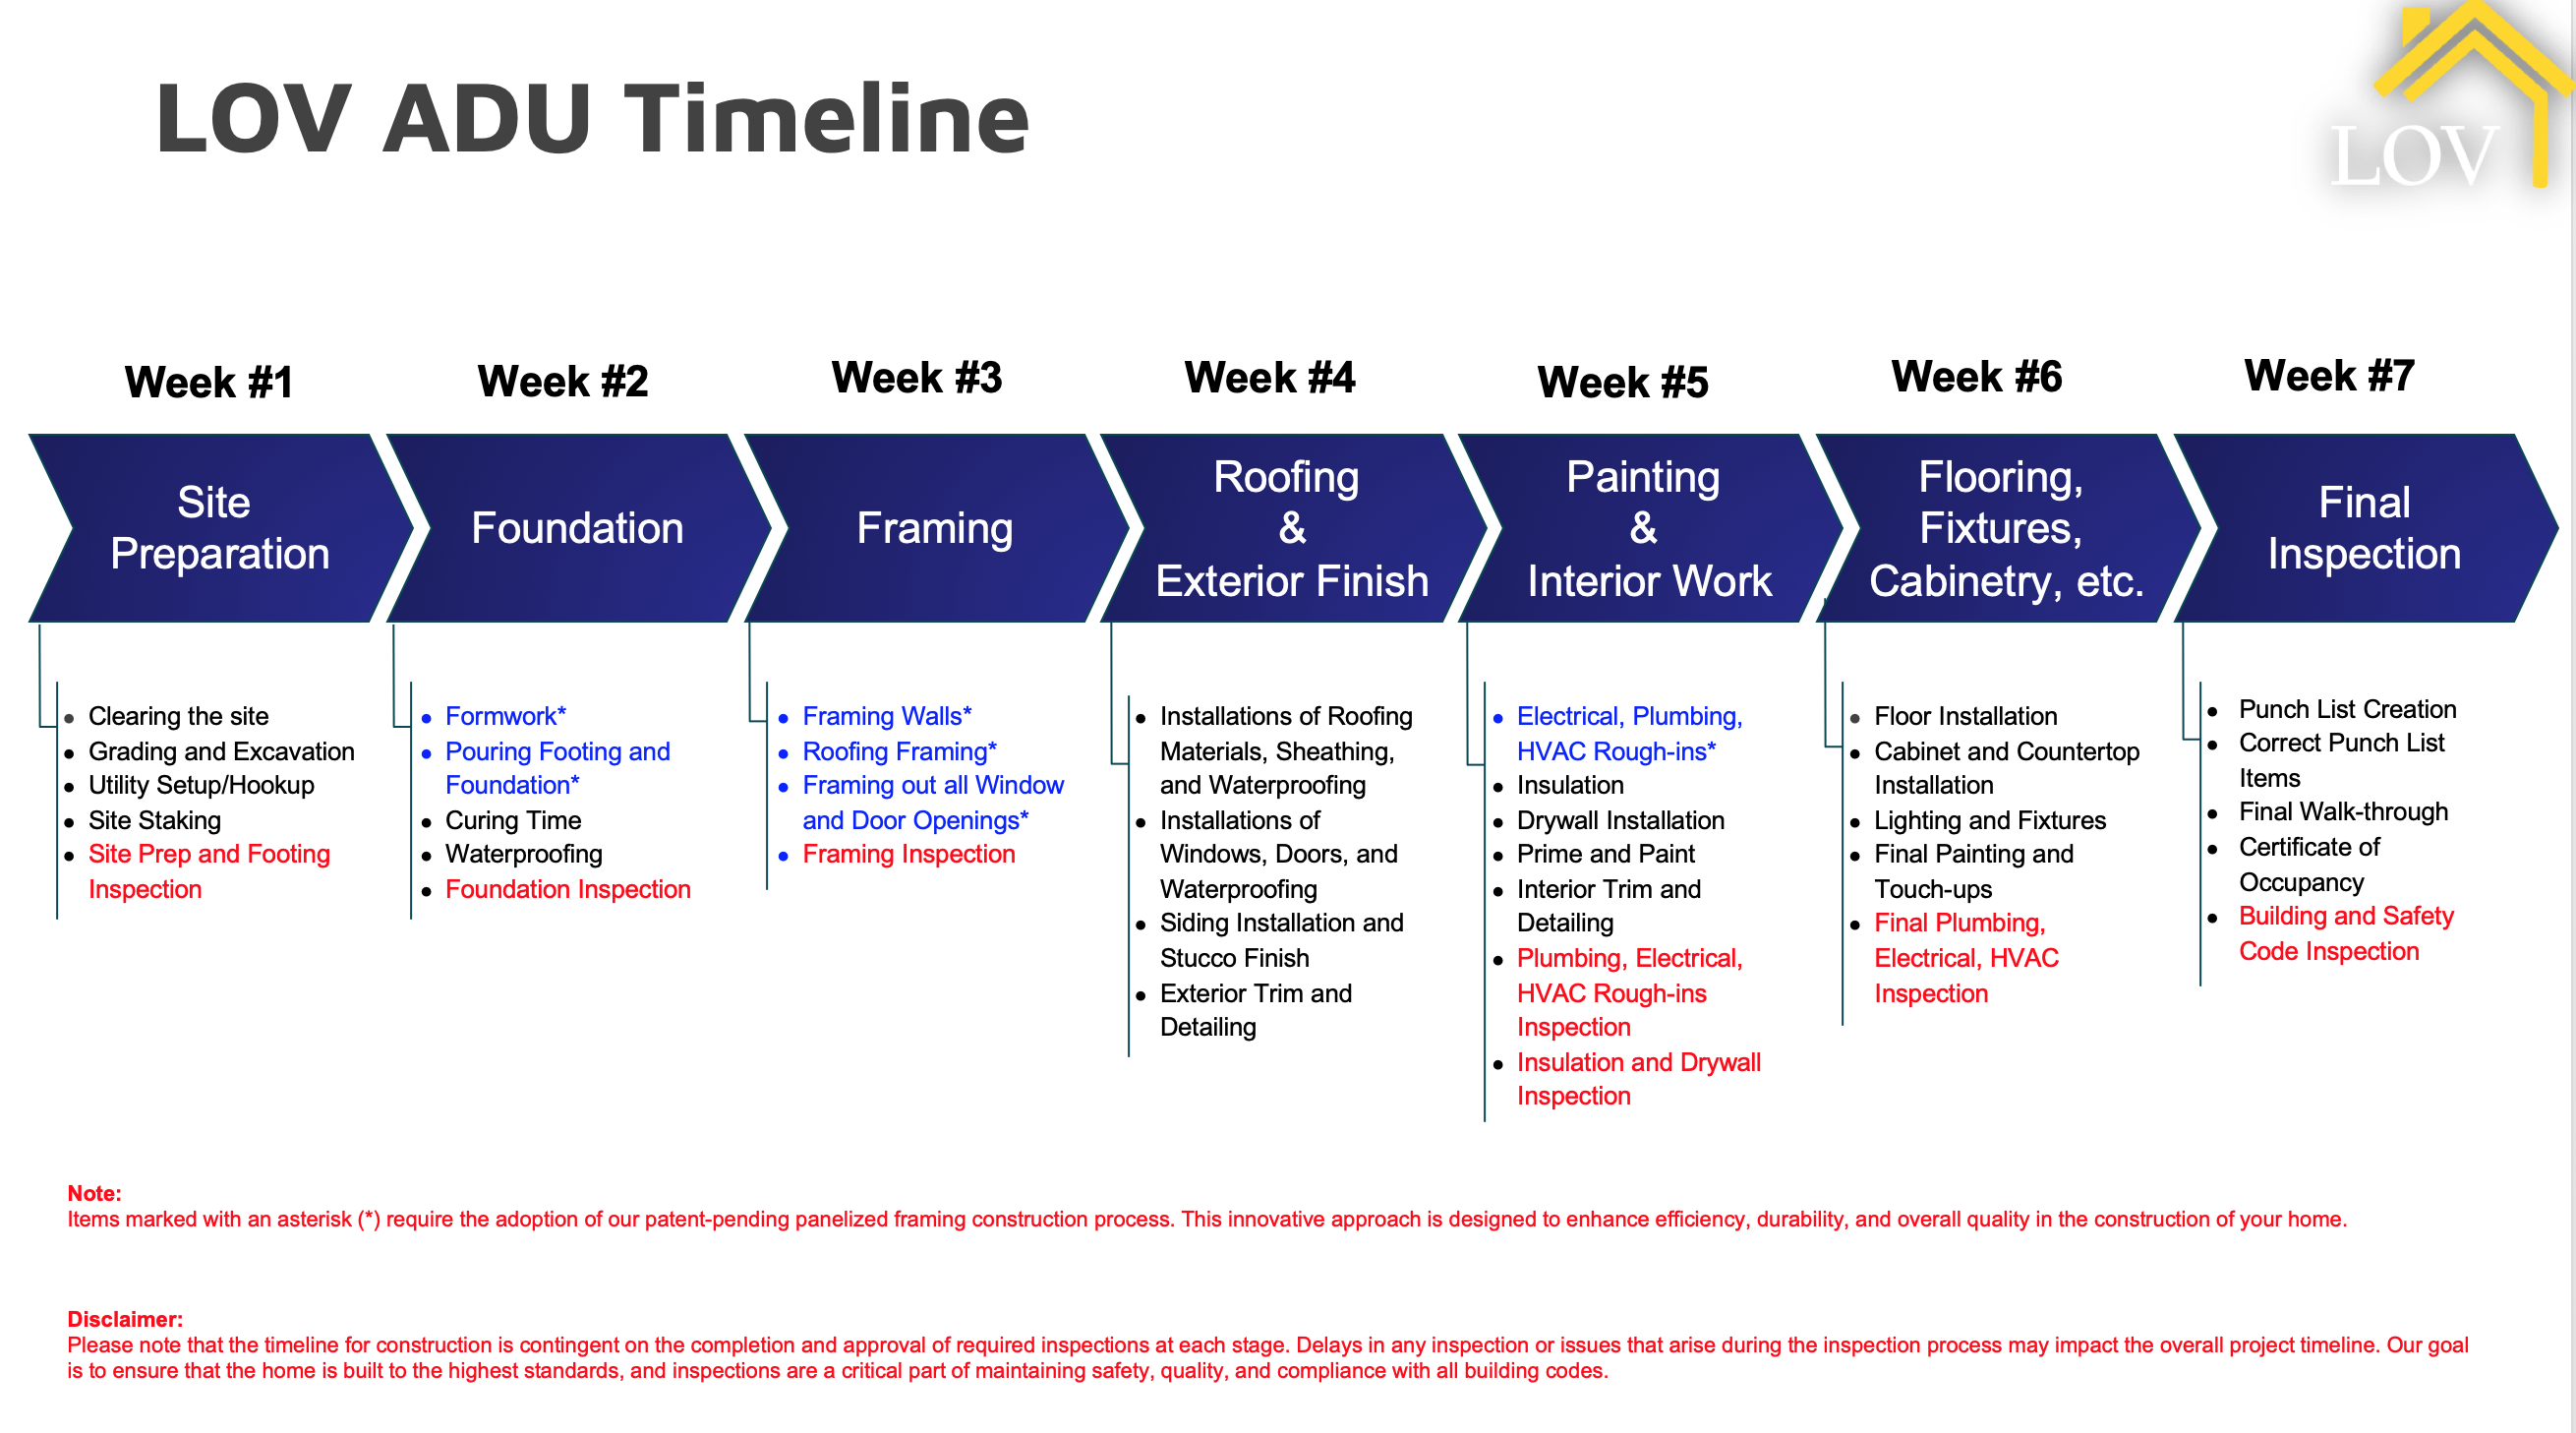 LOV ADU Timeline
LOV
Week #1
Week #2
Week #3
Week #4
Week #5
Week #6
Week #7
Site
Preparation
Foundation
Framing
Roofing
&
Exterior Finish
Painting
&
Interior Work
Flooring,
Fixtures,
Cabinetry, etc.
Final
Inspection
• Clearing the site
• Grading and Excavation
• Utility Setup/Hookup
• Site Staking
• Site Prep and Footing
Inspection
• Formwork*
• Pouring Footing and
Foundation*
• Curing Time
• Waterproofing
• Foundation Inspection
• Framing Walls*
• Roofing Framing*
• Framing out all Window
and Door Openings*
• Framing Inspection
• Installations of Roofing
Materials, Sheathing,
and Waterproofing
• Installations of
Windows, Doors, and
Waterproofing
• Siding Installation and
Stucco Finish
• Exterior Trim and
Detailing
• Electrical, Plumbing,
HVAC Rough-ins*
• Insulation
• Drywall Installation
• Prime and Paint
• Interior Trim and
Detailing
• Plumbing, Electrical,
HVAC Rough-ins
Inspection
• Insulation and Drywall
Inspection
• Floor Installation
• Cabinet and Countertop
Installation
• Lighting and Fixtures
• Final Painting and
Touch-ups
• Final Plumbing,
Electrical, HVAC
Inspection
• Punch List Creation
• Correct Punch List
Items
• Final Walk-through
• Certificate of
Occupancy
• Building and Safety
Code Inspection
Note:
Items marked with an asterisk (*) require the adoption of our patent-pending panelized framing construction process. This innovative approach is designed to enhance efficiency, durability, and overall quality in the construction of your home.
Disclaimer:
Please note that the timeline for construction is contingent on the completion and approval of required inspections at each stage. Delays in any inspection or issues that arise during the inspection process may impact the overall project timeline. Our goal
is to ensure that the home is built to the highest standards, and inspections are a critical part of maintaining safety, quality, and compliance with all building codes.